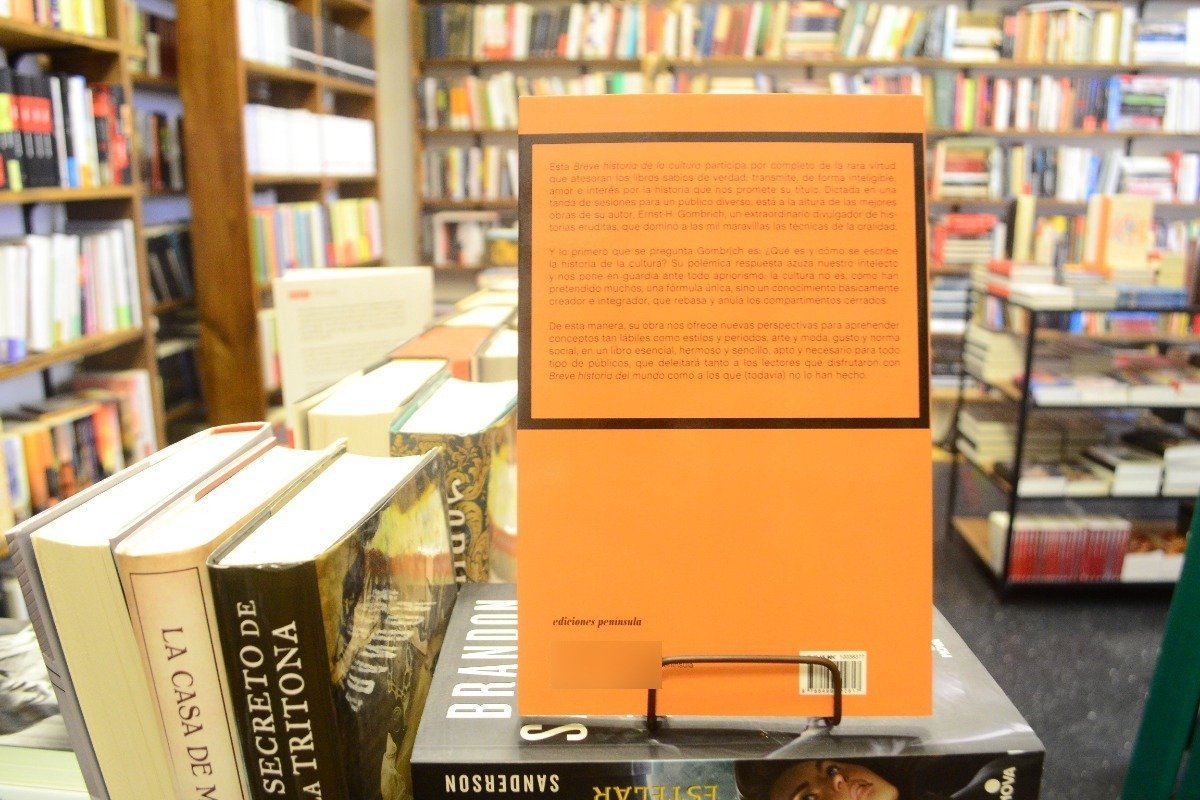 Esta Breve historia de la cultura participa por completo de la rara virtud
que atesoran los libros sabios de verdad: transmite, de forma inteligible,
amor e interés por la historia que nos promete su título. Dictada en una
tanda de sesiones para un público diverso, está a la altura de las mejores
obras de su autor, Ernst H. Gombrich, un extraordinario divulgador de his-
torias eruditas, que dominó a las mil maravillas las técnicas de la oralidad.
Y lo primero que se pregunta Gombrich es: ¿Qué es y cómo se escribe
la historia de la cultura? Su polémica respuesta azuza nuestro intelecto
y nos pone en guardia ante todo apriorismo: la cultura no es, como han
pretendido muchos, una fórmula única, sino un conocimiento básicamente
creador e integrador, que rebasa y anula los compartimentos cerrados.
De esta manera, su obra nos ofrece nuevas perspectivas para aprehender
conceptos tan lábiles como estilos y periodos, arte y moda, gusto y norma
social, en un libro esencial, hermoso y sencillo, apto y necesario para todo
tipo de públicos, que deleitará tanto a los lectores que disfrutaron con
Breve historia del mundo como a los que (todavía) no lo han hecho.
ediciones península
LA CASA DE
SECRETO DE
LA TRITONA
BRANDON
SANDERSON
ESTELAR
NOVA